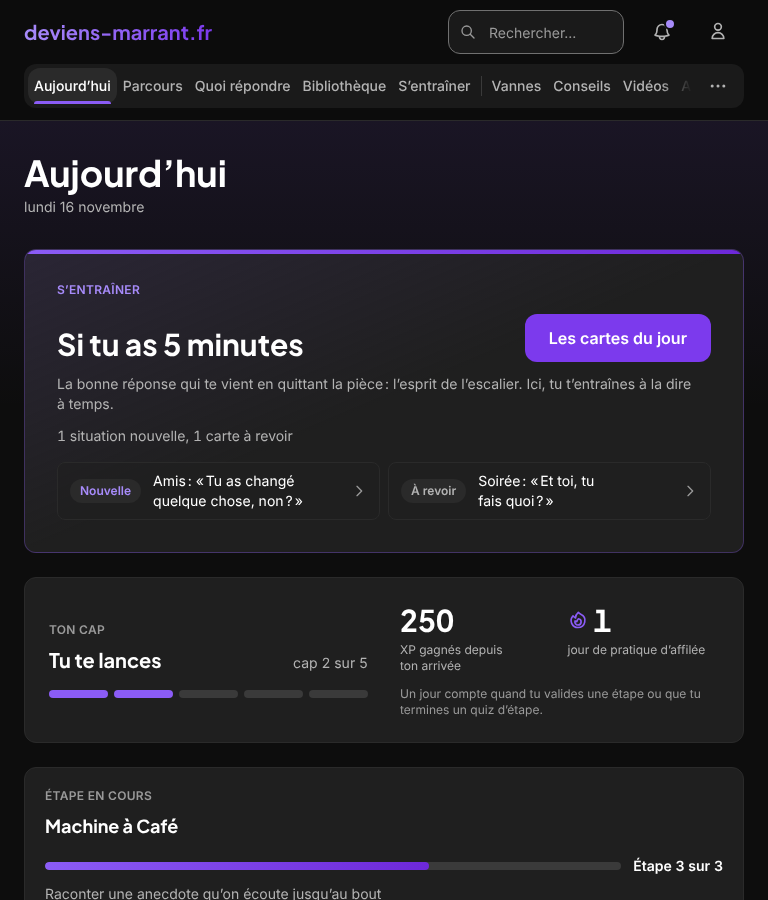 deviens-marrant.fr
Rechercher…
Aujourd’hui Parcours Quoi répondre Bibliothèque S’entraîner Vannes Conseils Vidéos
Aujourd’hui
lundi 16 novembre
S’ENTRAÎNER
Si tu as 5 minutes
Les cartes du jour
La bonne réponse qui te vient en quittant la pièce : l’esprit de l’escalier. Ici, tu t’entraînes à la dire
à temps.
1 situation nouvelle, 1 carte à revoir
Nouvelle
Amis : « Tu as changé
quelque chose, non ? »
À revoir
Soirée : « Et toi, tu
fais quoi ? »
TON CAP
Tu te lances
cap 2 sur 5
250
XP gagnés depuis
ton arrivée
1
jour de pratique d’affilée
Un jour compte quand tu valides une étape ou que tu
termines un quiz d’étape.
ÉTAPE EN COURS
Machine à Café
Étape 3 sur 3
Raconter une anecdote qu’on écoute jusqu’au bout